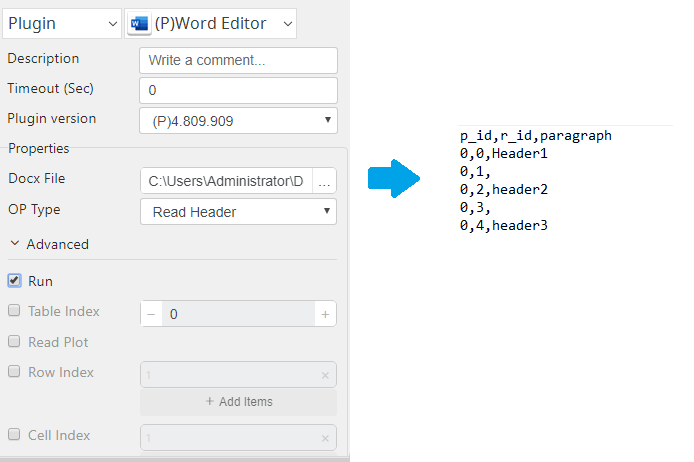 Plugin (P)Word Editor
Description Write a comment...
Timeout (Sec) 0
Plugin version (P)4.809.909
Properties
Docx File C:\Users\Administrator\D ...
OP Type Read Header
Advanced
Run
Table Index − 0 +
Read Plot
Row Index 1 ×
+ Add Items
Cell Index 1 ×
p_id,r_id,paragraph
0,0,Header1
0,1,
0,2,header2
0,3,
0,4,header3